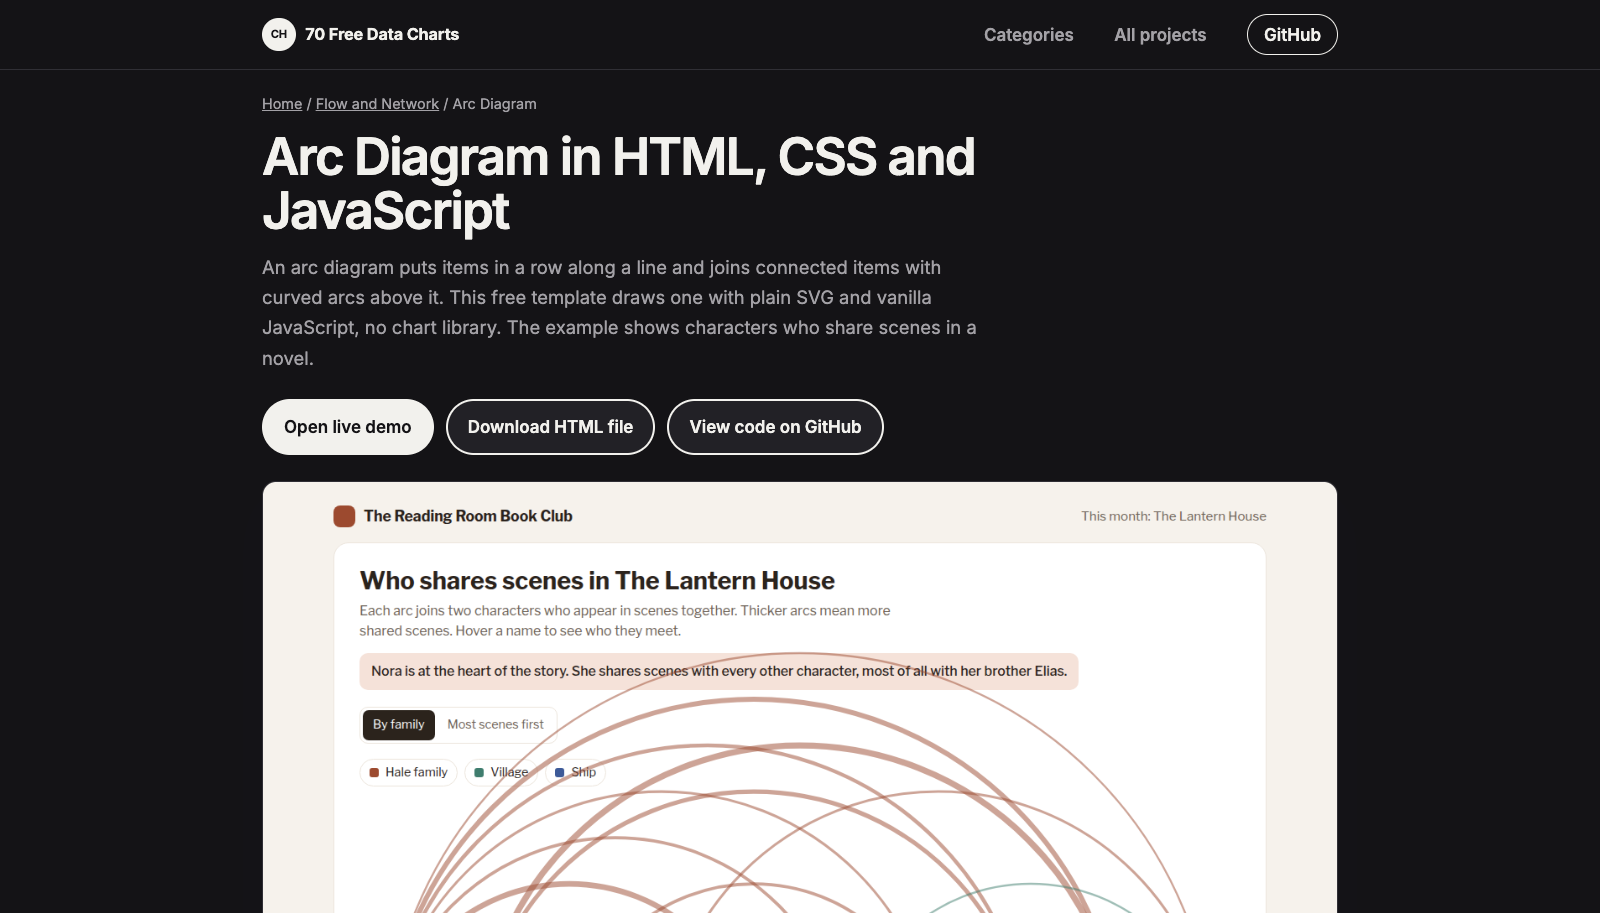 CH 70 Free Data Charts
Categories All projects GitHub
Home / Flow and Network / Arc Diagram
Arc Diagram in HTML, CSS and
JavaScript
An arc diagram puts items in a row along a line and joins connected items with
curved arcs above it. This free template draws one with plain SVG and vanilla
JavaScript, no chart library. The example shows characters who share scenes in a
novel.
Open live demo Download HTML file View code on GitHub
The Reading Room Book Club This month: The Lantern House
Who shares scenes in The Lantern House
Each arc joins two characters who appear in scenes together. Thicker arcs mean more
shared scenes. Hover a name to see who they meet.
Nora is at the heart of the story. She shares scenes with every other character, most of all with her brother Elias.
By family Most scenes first
Hale family Village Ship